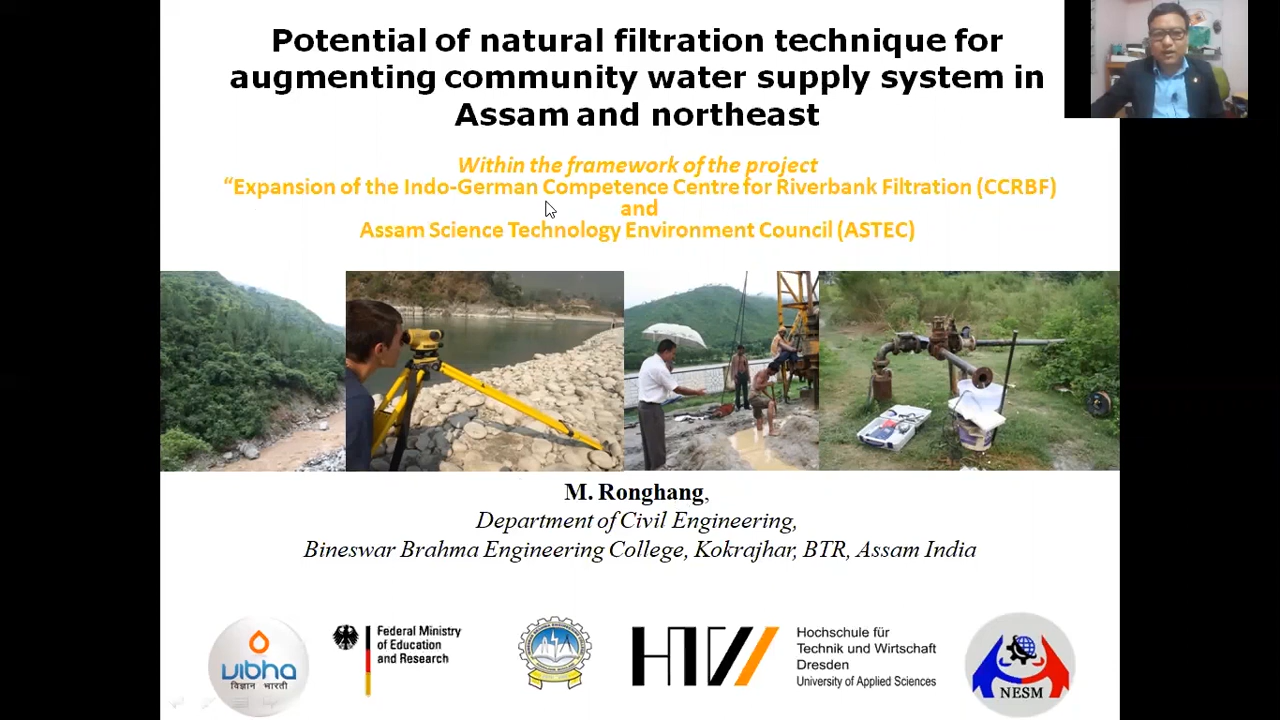 Potential of natural filtration technique for
augmenting community water supply system in
Assam and northeast
Within the framework of the project
“Expansion of the Indo-German Competence Centre for Riverbank Filtration (CCRBF)
and
Assam Science Technology Environment Council (ASTEC)
M. Ronghang,
Department of Civil Engineering,
Bineswar Brahma Engineering College, Kokrajhar, BTR, Assam India
vibha
विज्ञान भारती
Federal Ministry
of Education
and Research
HTW
Hochschule für
Technik und Wirtschaft
Dresden
University of Applied Sciences
NESM